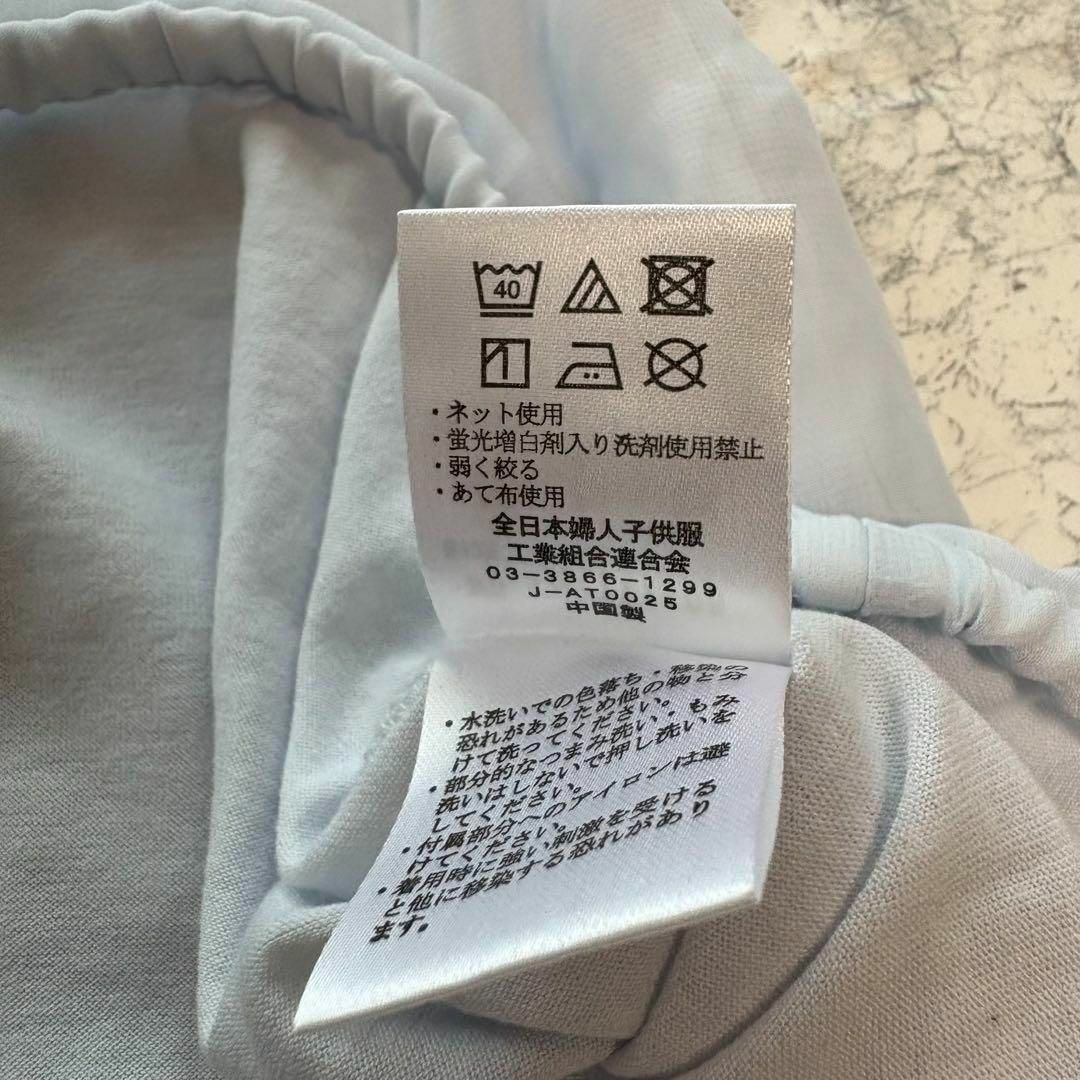 40
・ネット使用
・蛍光増白剤入り洗剤使用禁止
・弱く絞る
・あて布使用
全日本婦人子供服
工業組合連合会
03-3866-1299
J-AT0025
中国製
・水洗いでの色落ち・移染の
恐れがあるため他の物と分
けて洗ってください。
・部分的なつまみ洗い・もみ
洗いはしないで押し洗いを
してください。
・付属部分へのアイロンは避
けてください。
・着用時に強い刺激を受ける
と他に移染する恐れがあり
ます。